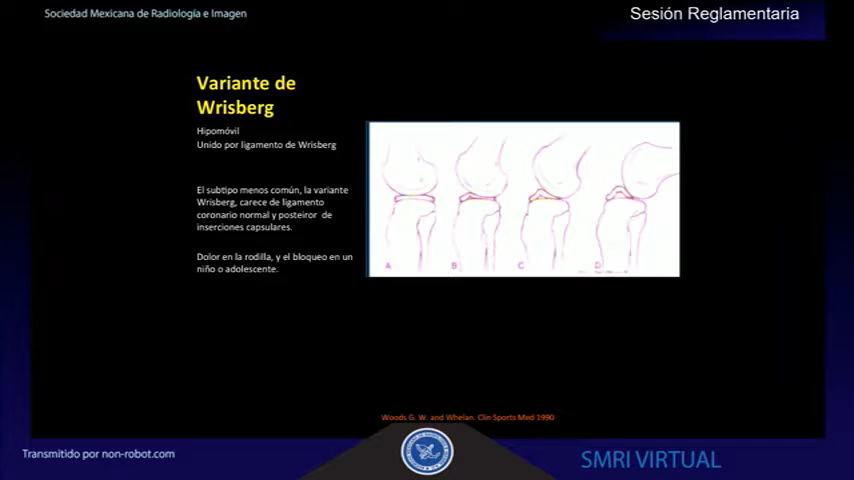 Sociedad Mexicana de Radiología e Imagen
Sesión Reglamentaria
Variante de
Wrisberg
Hipomóvil
Unido por ligamento de Wrisberg
El subtipo menos común, la variante
Wrisberg, carece de ligamento
coronario normal y posteiror de
inserciones capsulares.
Dolor en la rodilla, y el bloqueo en un
niño o adolescente.
A B C D
Woods G, W. and Whelan. Clin Sports Med 1990
Transmitido por non-robot.com
SMRI VIRTUAL